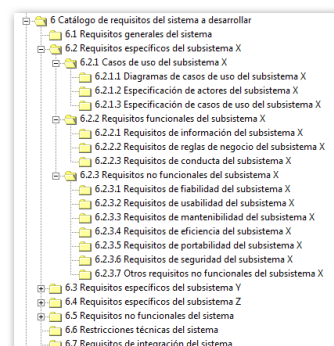 6 Catálogo de requisitos del sistema a desarrollar
6.1 Requisitos generales del sistema
6.2 Requisitos específicos del subsistema X
6.2.1 Casos de uso del subsistema X
6.2.1.1 Diagramas de casos de uso del subsistema X
6.2.1.2 Especificación de actores del subsistema X
6.2.1.3 Especificación de casos de uso del subsistema X
6.2.2 Requisitos funcionales del subsistema X
6.2.2.1 Requisitos de información del subsistema X
6.2.2.2 Requisitos de reglas de negocio del subsistema X
6.2.2.3 Requisitos de conducta del subsistema X
6.2.3 Requisitos no funcionales del subsistema X
6.2.3.1 Requisitos de fiabilidad del subsistema X
6.2.3.2 Requisitos de usabilidad del subsistema X
6.2.3.3 Requisitos de mantenibilidad del subsistema X
6.2.3.4 Requisitos de eficiencia del subsistema X
6.2.3.5 Requisitos de portabilidad del subsistema X
6.2.3.6 Requisitos de seguridad del subsistema X
6.2.3.7 Otros requisitos no funcionales del subsistema X
6.3 Requisitos específicos del subsistema Y
6.4 Requisitos específicos del subsistema Z
6.5 Requisitos no funcionales del sistema
6.6 Restricciones técnicas del sistema
6.7 Requisitos de integración del sistema